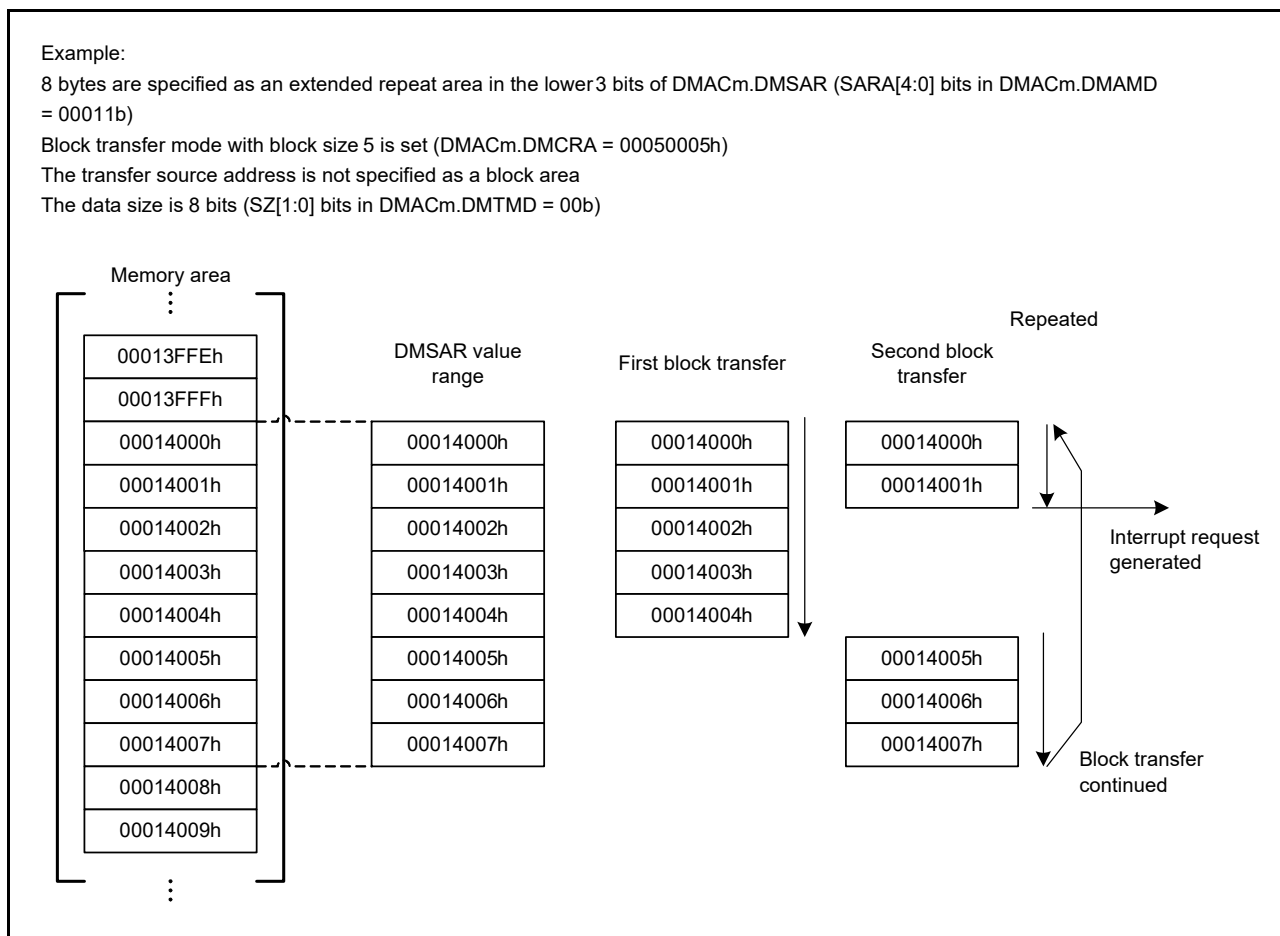 Example:
8 bytes are specified as an extended repeat area in the lower 3 bits of DMACm.DMSAR (SARA[4:0] bits in DMACm.DMAMD
= 00011b)
Block transfer mode with block size 5 is set (DMACm.DMCRA = 00050005h)
The transfer source address is not specified as a block area
The data size is 8 bits (SZ[1:0] bits in DMACm.DMTMD = 00b)
Memory area
⋮
00013FFEh
00013FFFh
00014000h
00014001h
00014002h
00014003h
00014004h
00014005h
00014006h
00014007h
00014008h
00014009h
⋮
DMSAR value
range
00014000h
00014001h
00014002h
00014003h
00014004h
00014005h
00014006h
00014007h
First block transfer
00014000h
00014001h
00014002h
00014003h
00014004h
Second block
transfer
00014000h
00014001h
00014005h
00014006h
00014007h
Repeated
Interrupt request
generated
Block transfer
continued